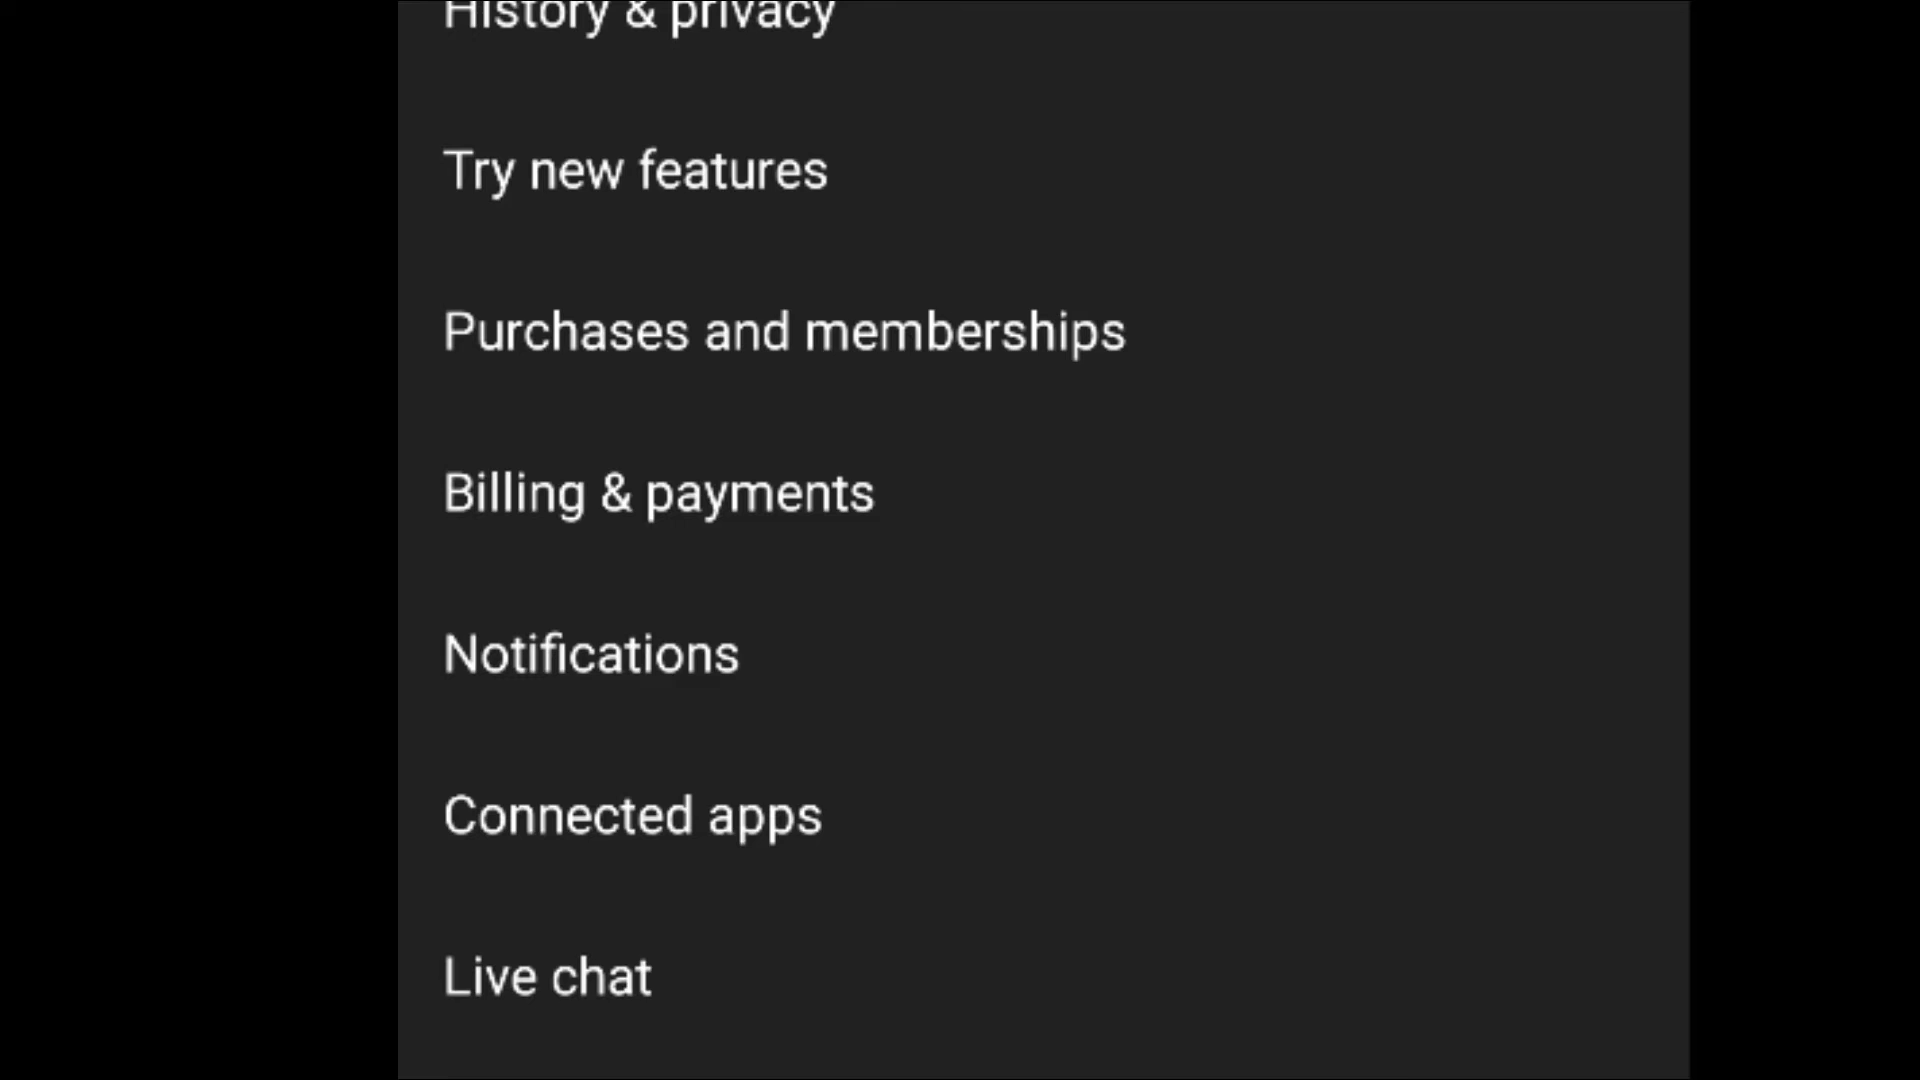 History & privacy
Try new features
Purchases and memberships
Billing & payments
Notifications
Connected apps
Live chat